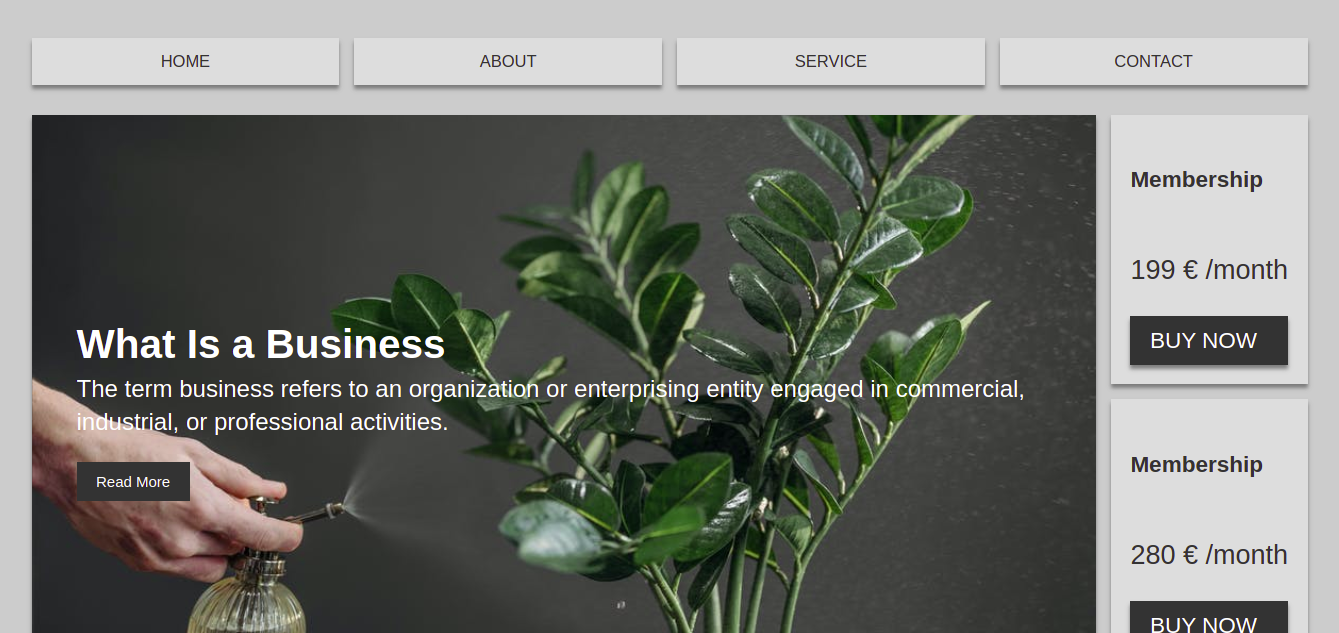 HOME
ABOUT
SERVICE
CONTACT
What Is a Business
The term business refers to an organization or enterprising entity engaged in commercial,
industrial, or professional activities.
Read More
Membership
199 € /month
BUY NOW
Membership
280 € /month
BUY NOW